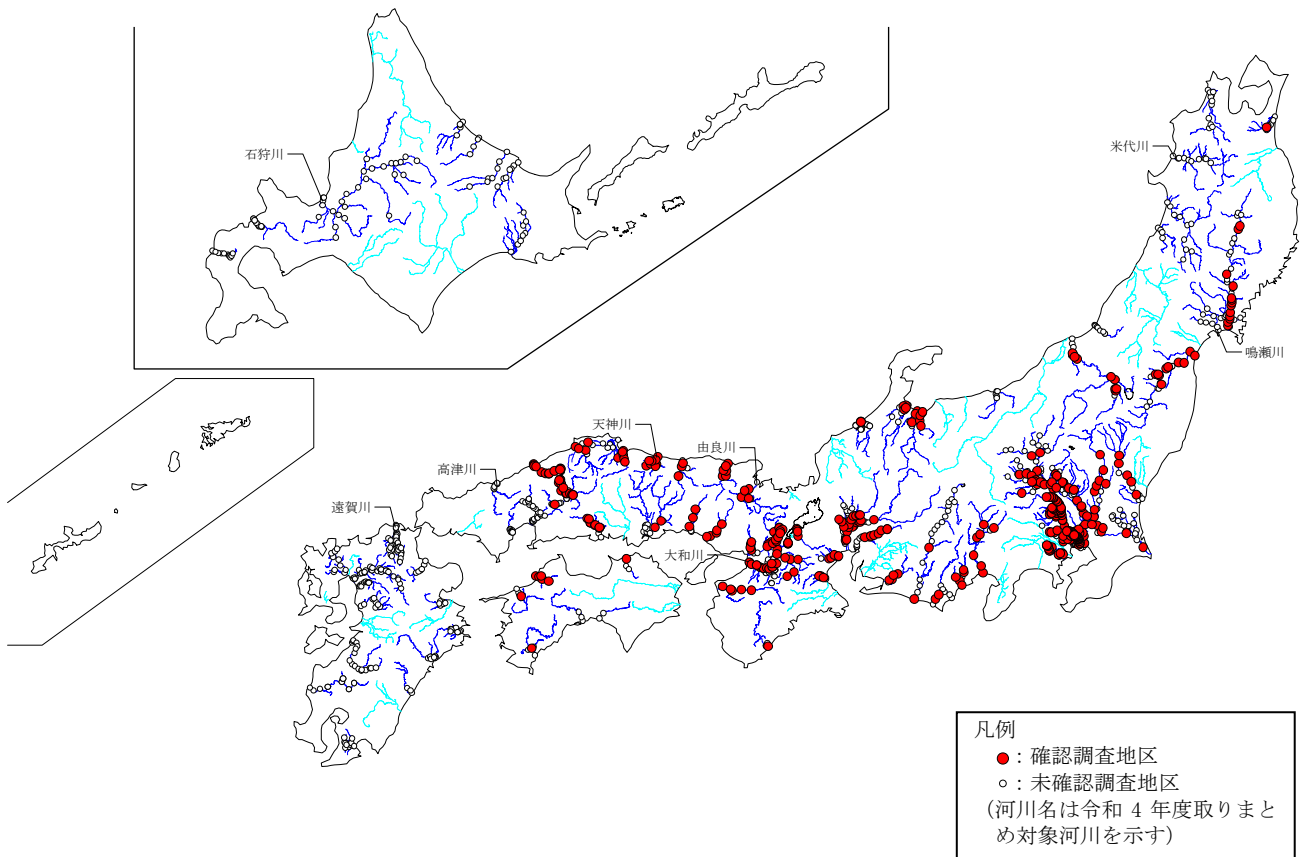 石狩川
米代川
鳴瀬川
天神川
由良川
高津川
遠賀川
大和川
凡例
：確認調査地区
：未確認調査地区
（河川名は令和 4 年度取りまと
め対象河川を示す）